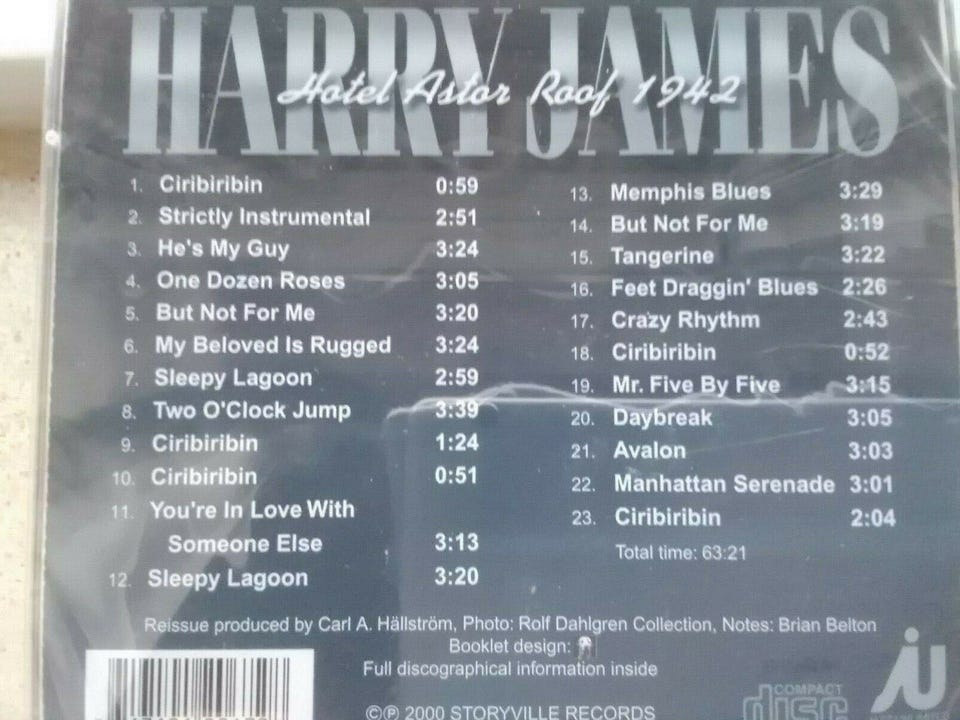 HARRY JAMES
Hotel Astor Roof 1942
1. Ciribiribin 0:59
2. Strictly Instrumental 2:51
3. He's My Guy 3:24
4. One Dozen Roses 3:05
5. But Not For Me 3:20
6. My Beloved Is Rugged 3:24
7. Sleepy Lagoon 2:59
8. Two O'Clock Jump 3:39
9. Ciribiribin 1:24
10. Ciribiribin 0:51
11. You're In Love With
Someone Else 3:13
12. Sleepy Lagoon 3:20
13. Memphis Blues 3:29
14. But Not For Me 3:19
15. Tangerine 3:22
16. Feet Draggin' Blues 2:26
17. Crazy Rhythm 2:43
18. Ciribiribin 0:52
19. Mr. Five By Five 3:15
20. Daybreak 3:05
21. Avalon 3:03
22. Manhattan Serenade 3:01
23. Ciribiribin 2:04
Total time: 63:21
Reissue produced by Carl A. Hällström, Photo: Rolf Dahlgren Collection, Notes: Brian Belton
Booklet design:
Full discographical information inside
©℗ 2000 STORYVILLE RECORDS
COMPACT
disc